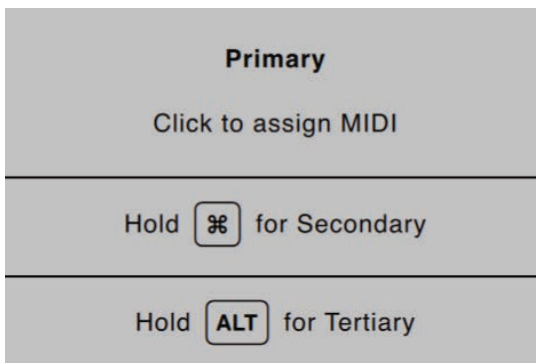 Primary
Click to assign MIDI
Hold ⌘ for Secondary
Hold ALT for Tertiary